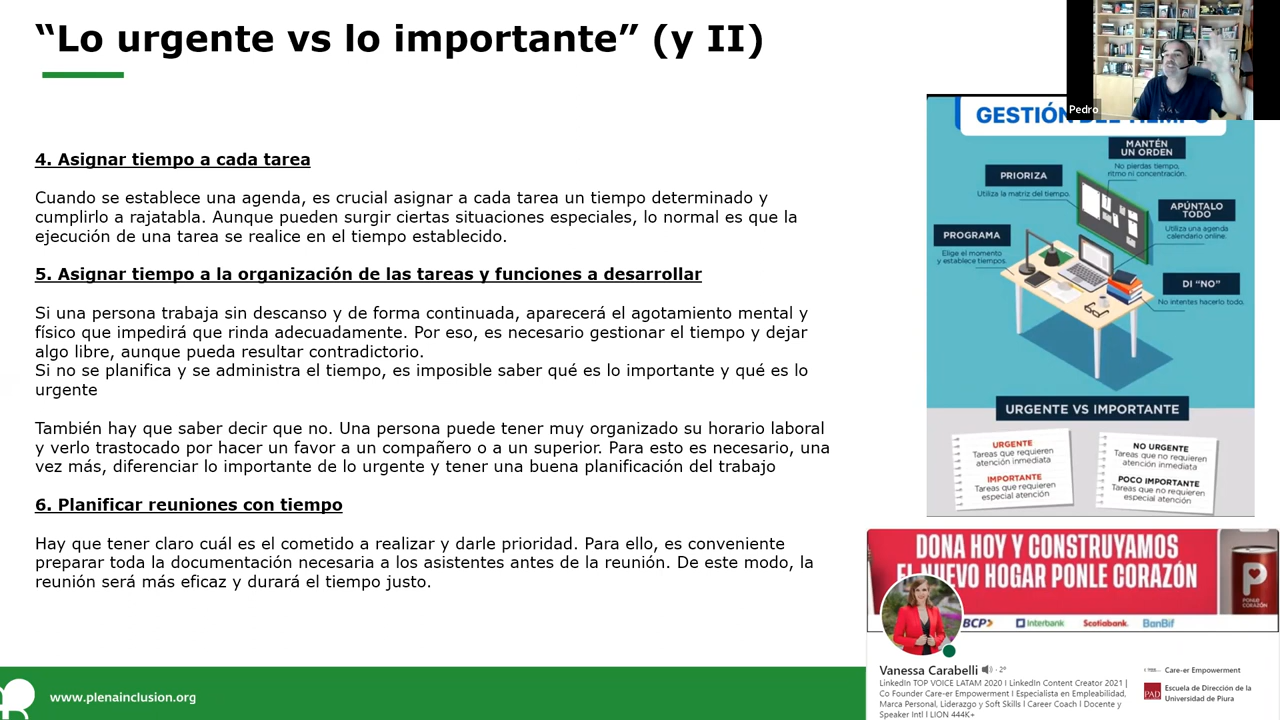 “Lo urgente vs lo importante” (y II)
4. Asignar tiempo a cada tarea
Cuando se establece una agenda, es crucial asignar a cada tarea un tiempo determinado y
cumplirlo a rajatabla. Aunque pueden surgir ciertas situaciones especiales, lo normal es que la
ejecución de una tarea se realice en el tiempo establecido.
5. Asignar tiempo a la organización de las tareas y funciones a desarrollar
Si una persona trabaja sin descanso y de forma continuada, aparecerá el agotamiento mental y
físico que impedirá que rinda adecuadamente. Por eso, es necesario gestionar el tiempo y dejar
algo libre, aunque pueda resultar contradictorio.
Si no se planifica y se administra el tiempo, es imposible saber qué es lo importante y qué es lo
urgente
También hay que saber decir que no. Una persona puede tener muy organizado su horario laboral
y verlo trastocado por hacer un favor a un compañero o a un superior. Para esto es necesario, una
vez más, diferenciar lo importante de lo urgente y tener una buena planificación del trabajo
6. Planificar reuniones con tiempo
Hay que tener claro cuál es el cometido a realizar y darle prioridad. Para ello, es conveniente
preparar toda la documentación necesaria a los asistentes antes de la reunión. De este modo, la
reunión será más eficaz y durará el tiempo justo.
www.plenainclusion.org
Pedro
GESTIÓN DEL TIEMPO
MANTÉN
UN ORDEN
No pierdas tiempo,
ritmo ni concentración.
PRIORIZA
Utiliza la matriz del tiempo.
APÚNTALO
TODO
Utiliza una agenda
calendario online.
PROGRAMA
Elige el momento
y establece tiempos.
DI “NO”
No intentes hacerlo todo.
URGENTE VS IMPORTANTE
URGENTE
Tareas que requieren
atención inmediata
IMPORTANTE
Tareas que requieren
especial atención
NO URGENTE
Tareas que no requieren
atención inmediata
POCO IMPORTANTE
Tareas que no requieren
especial atención
DONA HOY Y CONSTRUYAMOS
EL NUEVO HOGAR PONLE CORAZÓN
PONLE
CORAZÓN
BCP
Interbank
Scotiabank.
BanBif
Vanessa Carabelli
· 2º
LinkedIn TOP VOICE LATAM 2020 I LinkedIn Content Creator 2021 |
Co Founder Care-er Empowerment I Especialista en Empleabilidad,
Marca Personal, Liderazgo y Soft Skills I Career Coach I Docente y
Speaker Intl I LION 444K+
Care-er Empowerment
PAD
Escuela de Dirección de la
Universidad de Piura